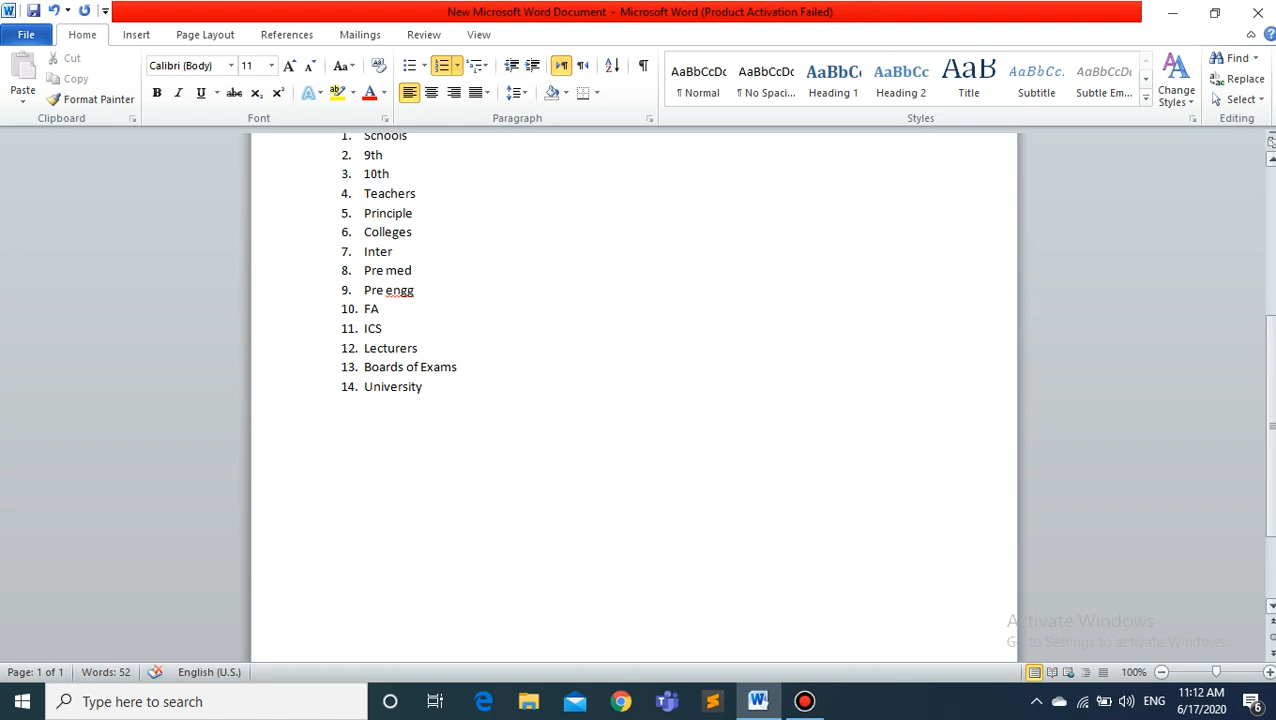 New Microsoft Word Document - Microsoft Word (Product Activation Failed)
File Home Insert Page Layout References Mailings Review View
Paste
Cut
Copy
Format Painter
Clipboard
Calibri (Body) 11
Font
Paragraph
AaBbCcDc AaBbCcDc AaBbCc AaBbCc AaB AaBbCc. AaBbCcDc
¶ Normal ¶ No Spaci... Heading 1 Heading 2 Title Subtitle Subtle Em...
Change Styles
Styles
Find
Replace
Select
Editing
1. Schools
2. 9th
3. 10th
4. Teachers
5. Principle
6. Colleges
7. Inter
8. Pre med
9. Pre engg
10. FA
11. ICS
12. Lecturers
13. Boards of Exams
14. University
Activate Windows
Go to Settings to activate Windows.
Page: 1 of 1 Words: 52 English (U.S.) 100%
Type here to search
ENG
11:12 AM
6/17/2020
6